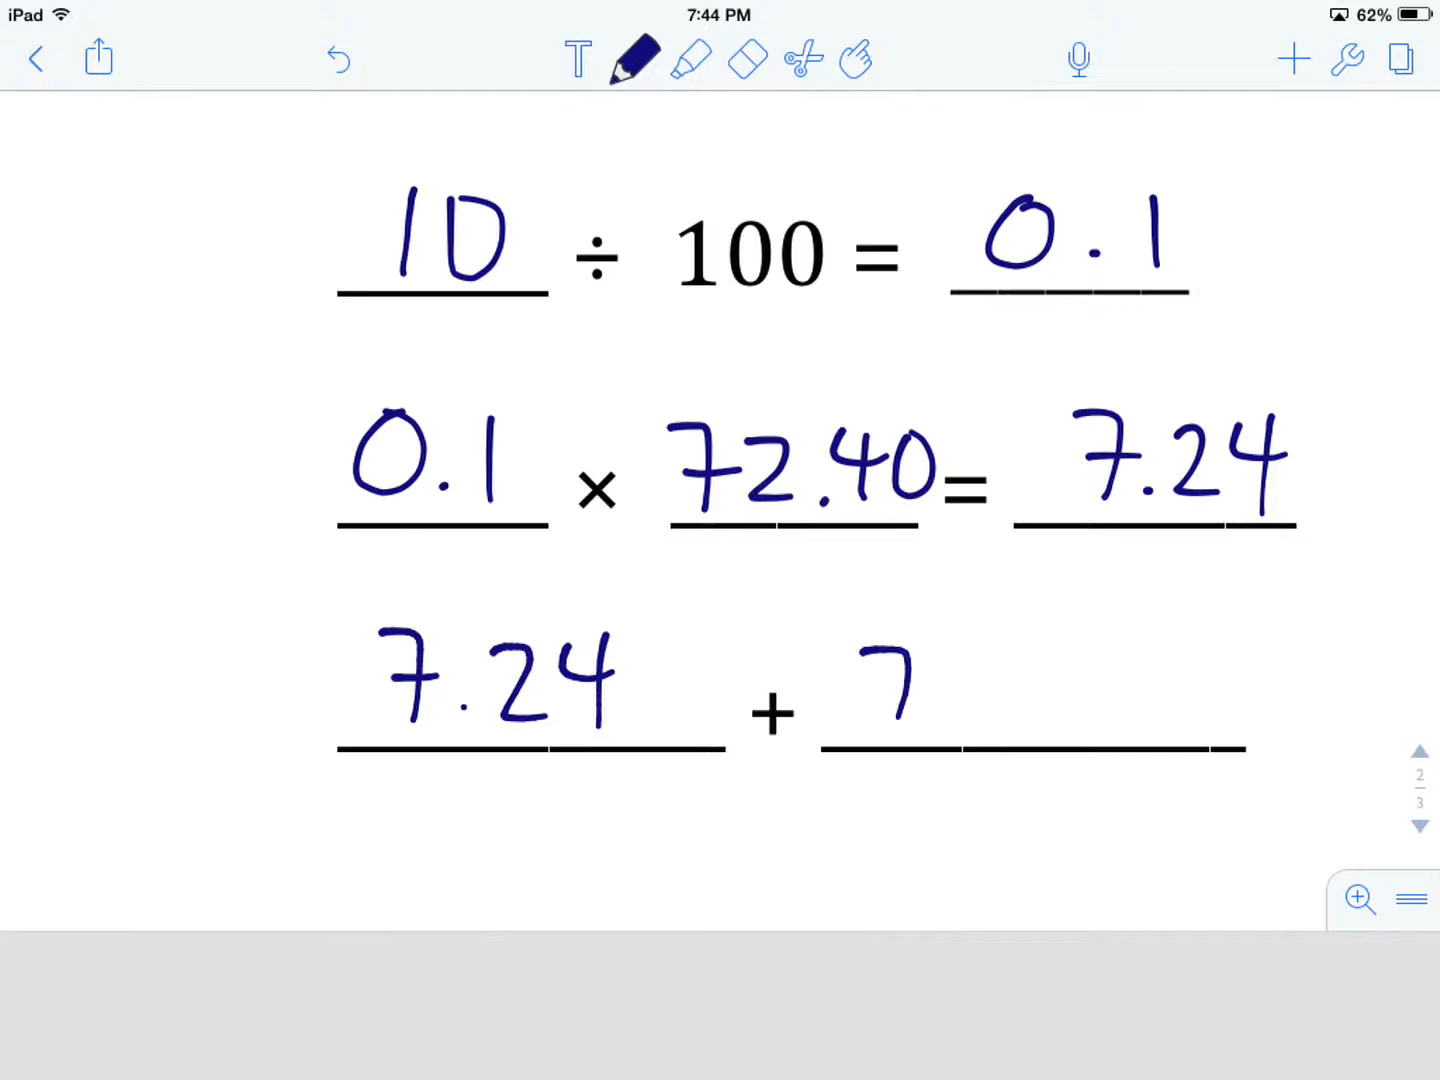 iPad 7:44 PM 62%
T
10 ÷ 100 = 0.1
0.1 × 72.40 = 7.24
7.24 + 7
2
3